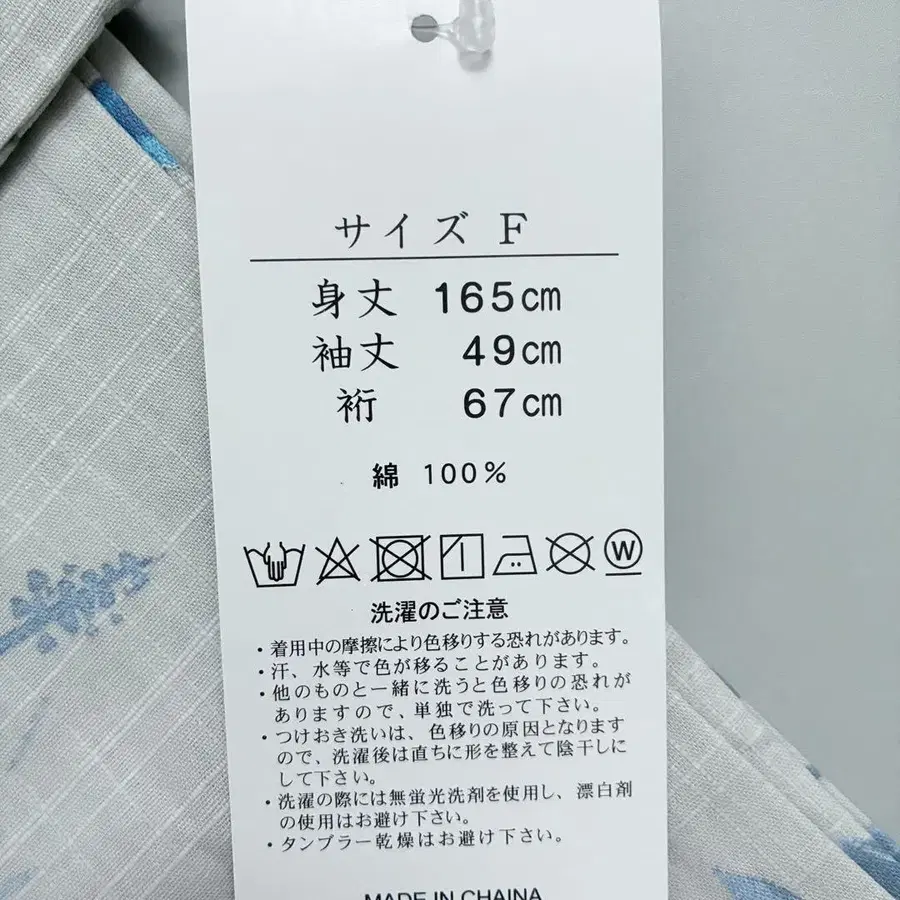 サイズ F
身丈 165cm
袖丈 49cm
裄 67cm
綿 100%
W
洗濯のご注意
・着用中の摩擦により色移りする恐れがあります。
・汗、水等で色が移ることがあります。
・他のものと一緒に洗うと色移りの恐れが
ありますので、単独で洗って下さい。
・つけおき洗いは、色移りの原因となります
ので、洗濯後は直ちに形を整えて陰干しに
して下さい。
・洗濯の際には無蛍光洗剤を使用し、漂白剤
の使用はお避け下さい。
・タンブラー乾燥はお避け下さい。
MADE IN CHAINA